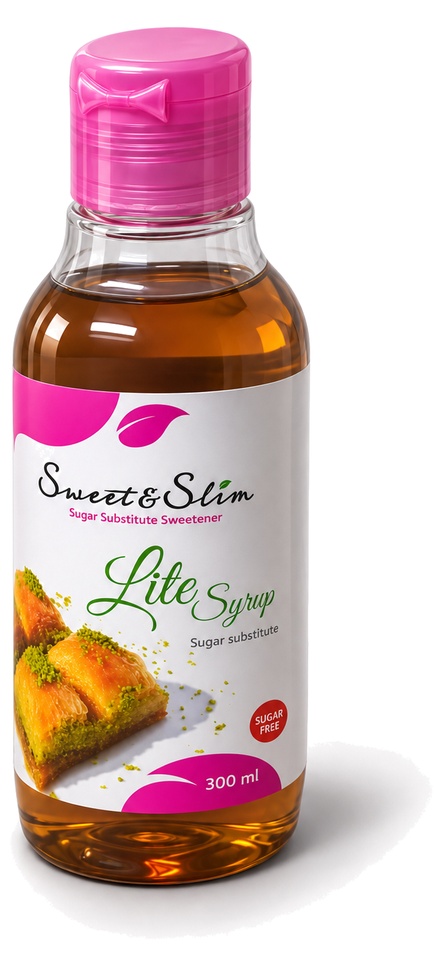 Sweet & Slim
Sugar Substitute Sweetener
Lite Syrup
Sugar substitute
SUGAR
FREE
300 ml